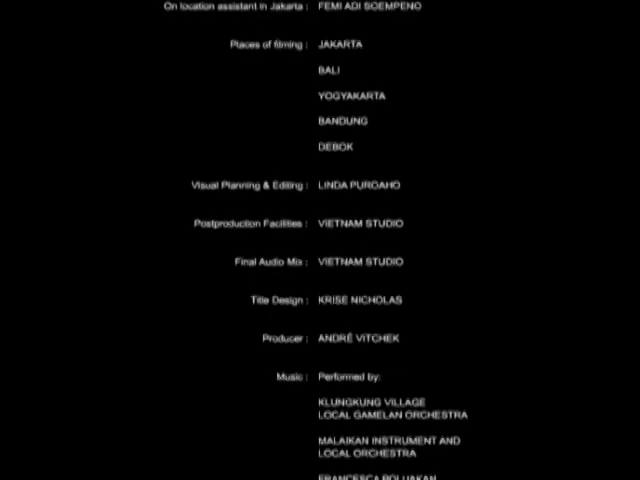 On location assistant in Jakarta : FEMI ADI SOEMPENO
Places of filming : JAKARTA
BALI
YOGYAKARTA
BANDUNG
DEBOK
Visual Planning & Editing : LINDA
Postproduction Facilities : VIETNAM STUDIO
Final Audio Mix : VIETNAM STUDIO
Title Design : KRISE NICHOLAS
Producer : ANDRÉ VITCHEK
Music : Performed by:
KLUNGKUNG VILLAGE
LOCAL GAMELAN ORCHESTRA
MALAIKAN INSTRUMENT AND
LOCAL ORCHESTRA
FRANCESCA